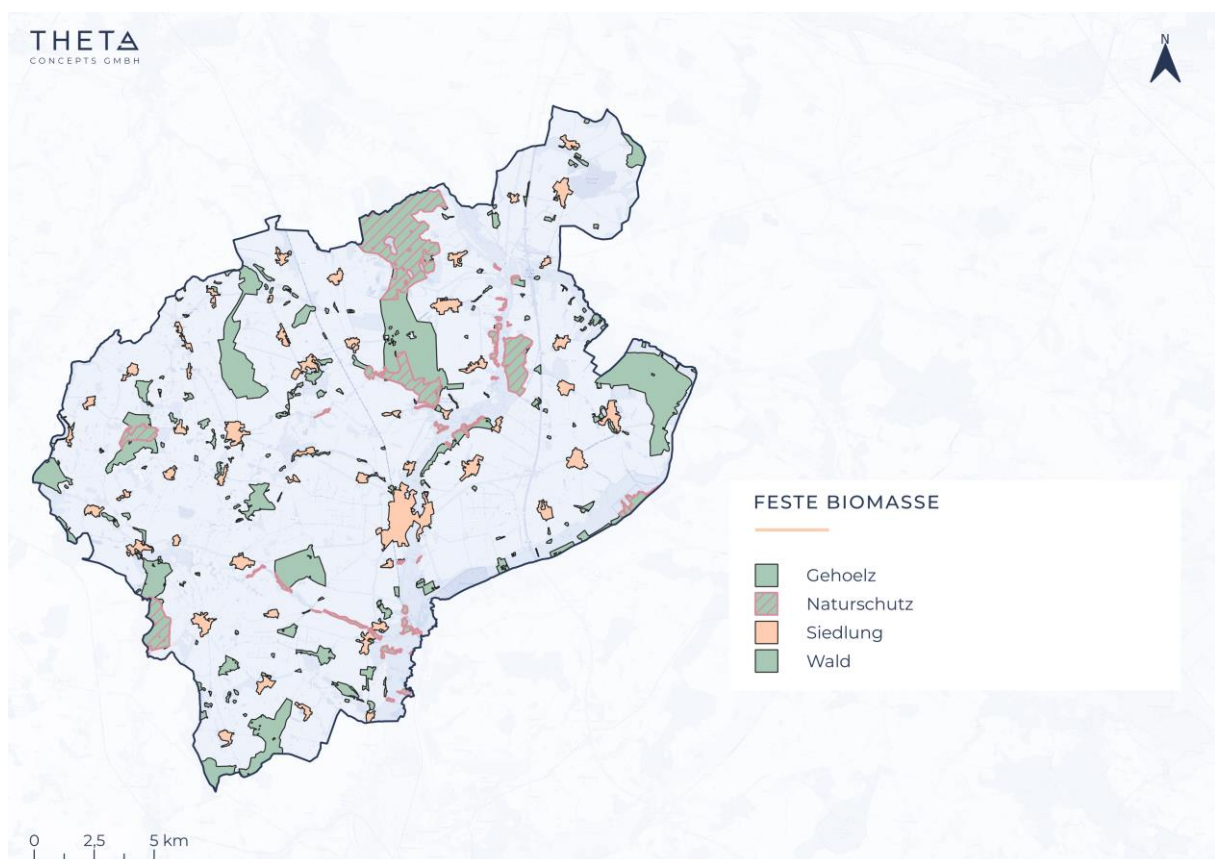 THETA
CONCEPTS GMBH
N
FESTE BIOMASSE
Gehoelz
Naturschutz
Siedlung
Wald
0 2,5 5 km